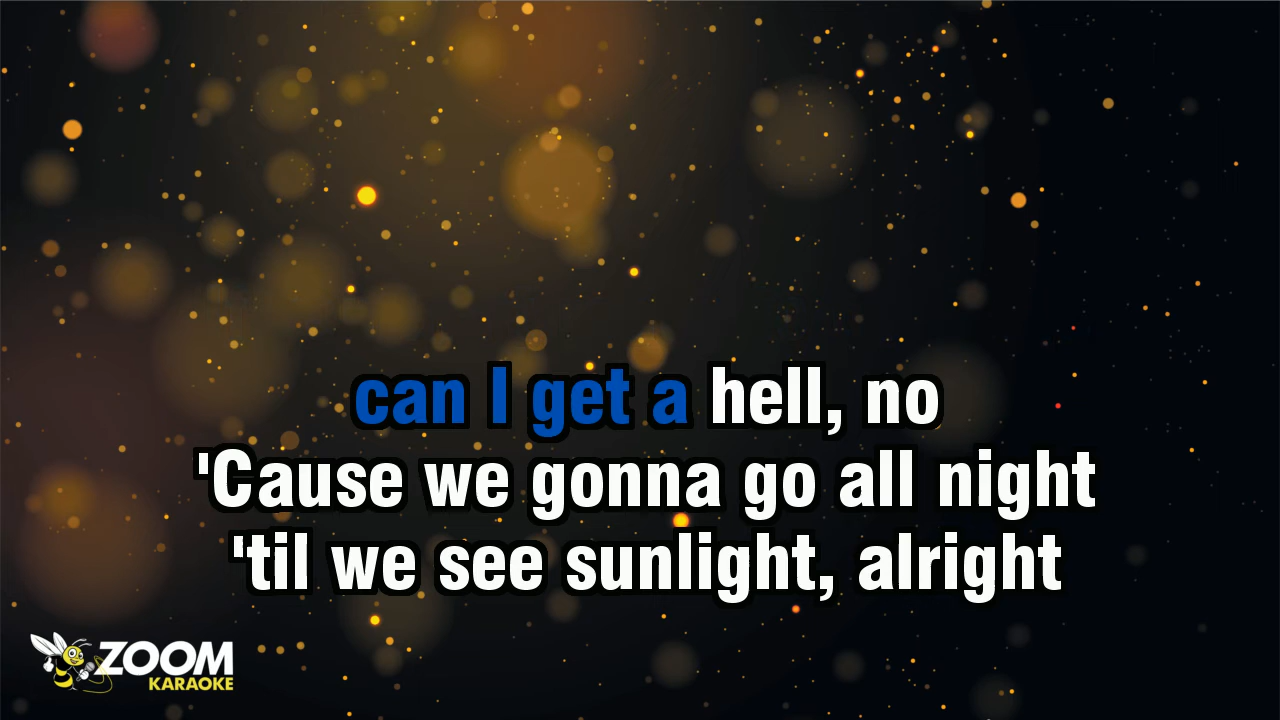 can I get a hell, no
'Cause we gonna go all night
'til we see sunlight, alright
ZOOM
KARAOKE